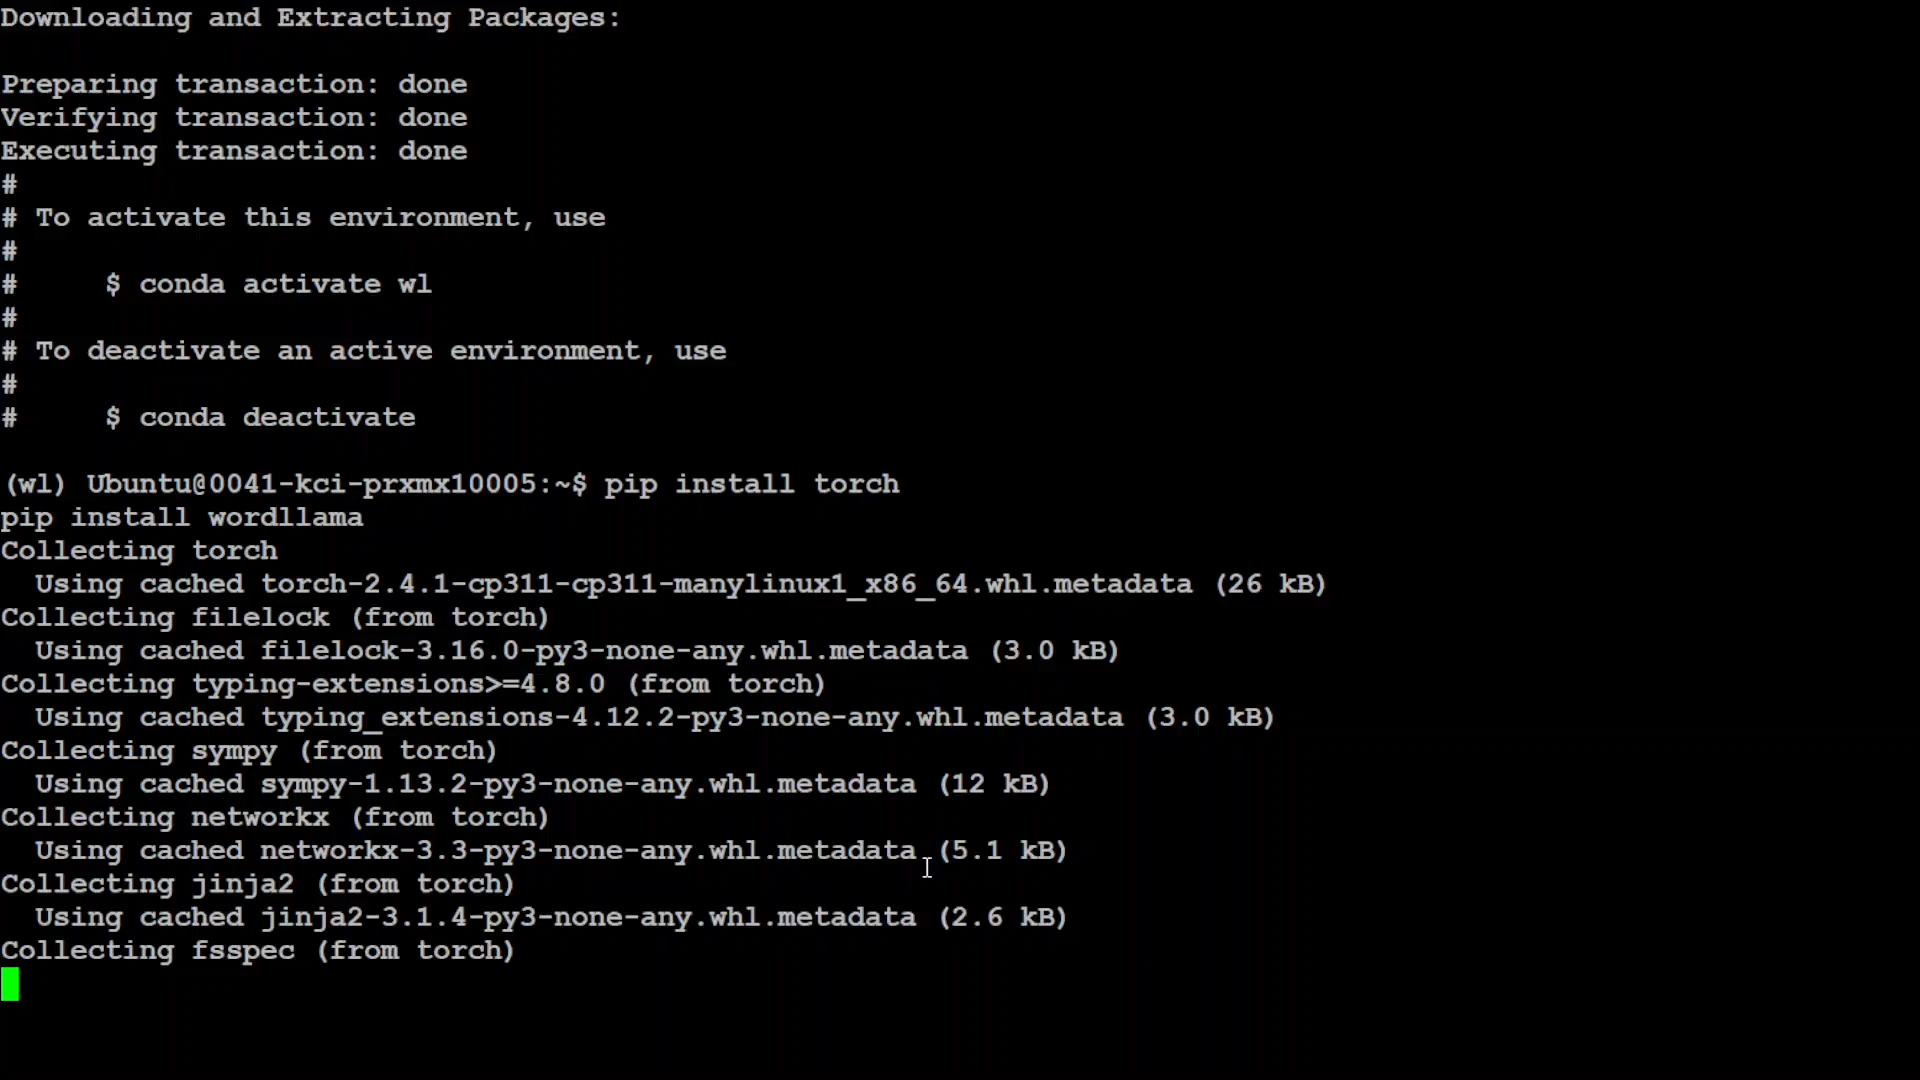 Downloading and Extracting Packages:
Preparing transaction: done
Verifying transaction: done
Executing transaction: done
#
# To activate this environment, use
#
#     $ conda activate wl
#
# To deactivate an active environment, use
#
#     $ conda deactivate
(wl) Ubuntu@0041-kci-prxmx10005:~$ pip install torch
pip install wordllama
Collecting torch
  Using cached torch-2.4.1-cp311-cp311-manylinux1_x86_64.whl.metadata (26 kB)
Collecting filelock (from torch)
  Using cached filelock-3.16.0-py3-none-any.whl.metadata (3.0 kB)
Collecting typing-extensions>=4.8.0 (from torch)
  Using cached typing_extensions-4.12.2-py3-none-any.whl.metadata (3.0 kB)
Collecting sympy (from torch)
  Using cached sympy-1.13.2-py3-none-any.whl.metadata (12 kB)
Collecting networkx (from torch)
  Using cached networkx-3.3-py3-none-any.whl.metadata (5.1 kB)
Collecting jinja2 (from torch)
  Using cached jinja2-3.1.4-py3-none-any.whl.metadata (2.6 kB)
Collecting fsspec (from torch)